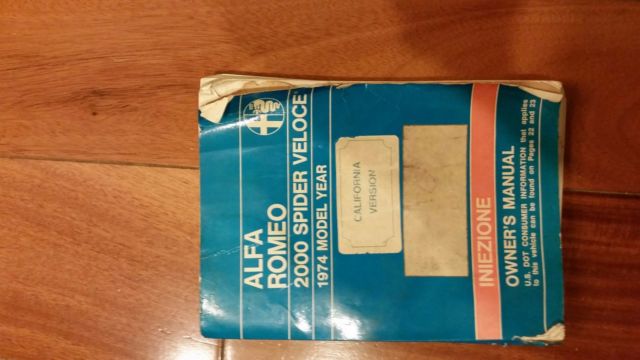 ALFA
ROMEO
2000 SPIDER VELOCE
1974 MODEL YEAR
CALIFORNIA
VERSION
INIEZIONE
OWNER'S MANUAL
U.S. DOT CONSUMER INFORMATION that applies
to this vehicle can be found on Pages 22 and 23